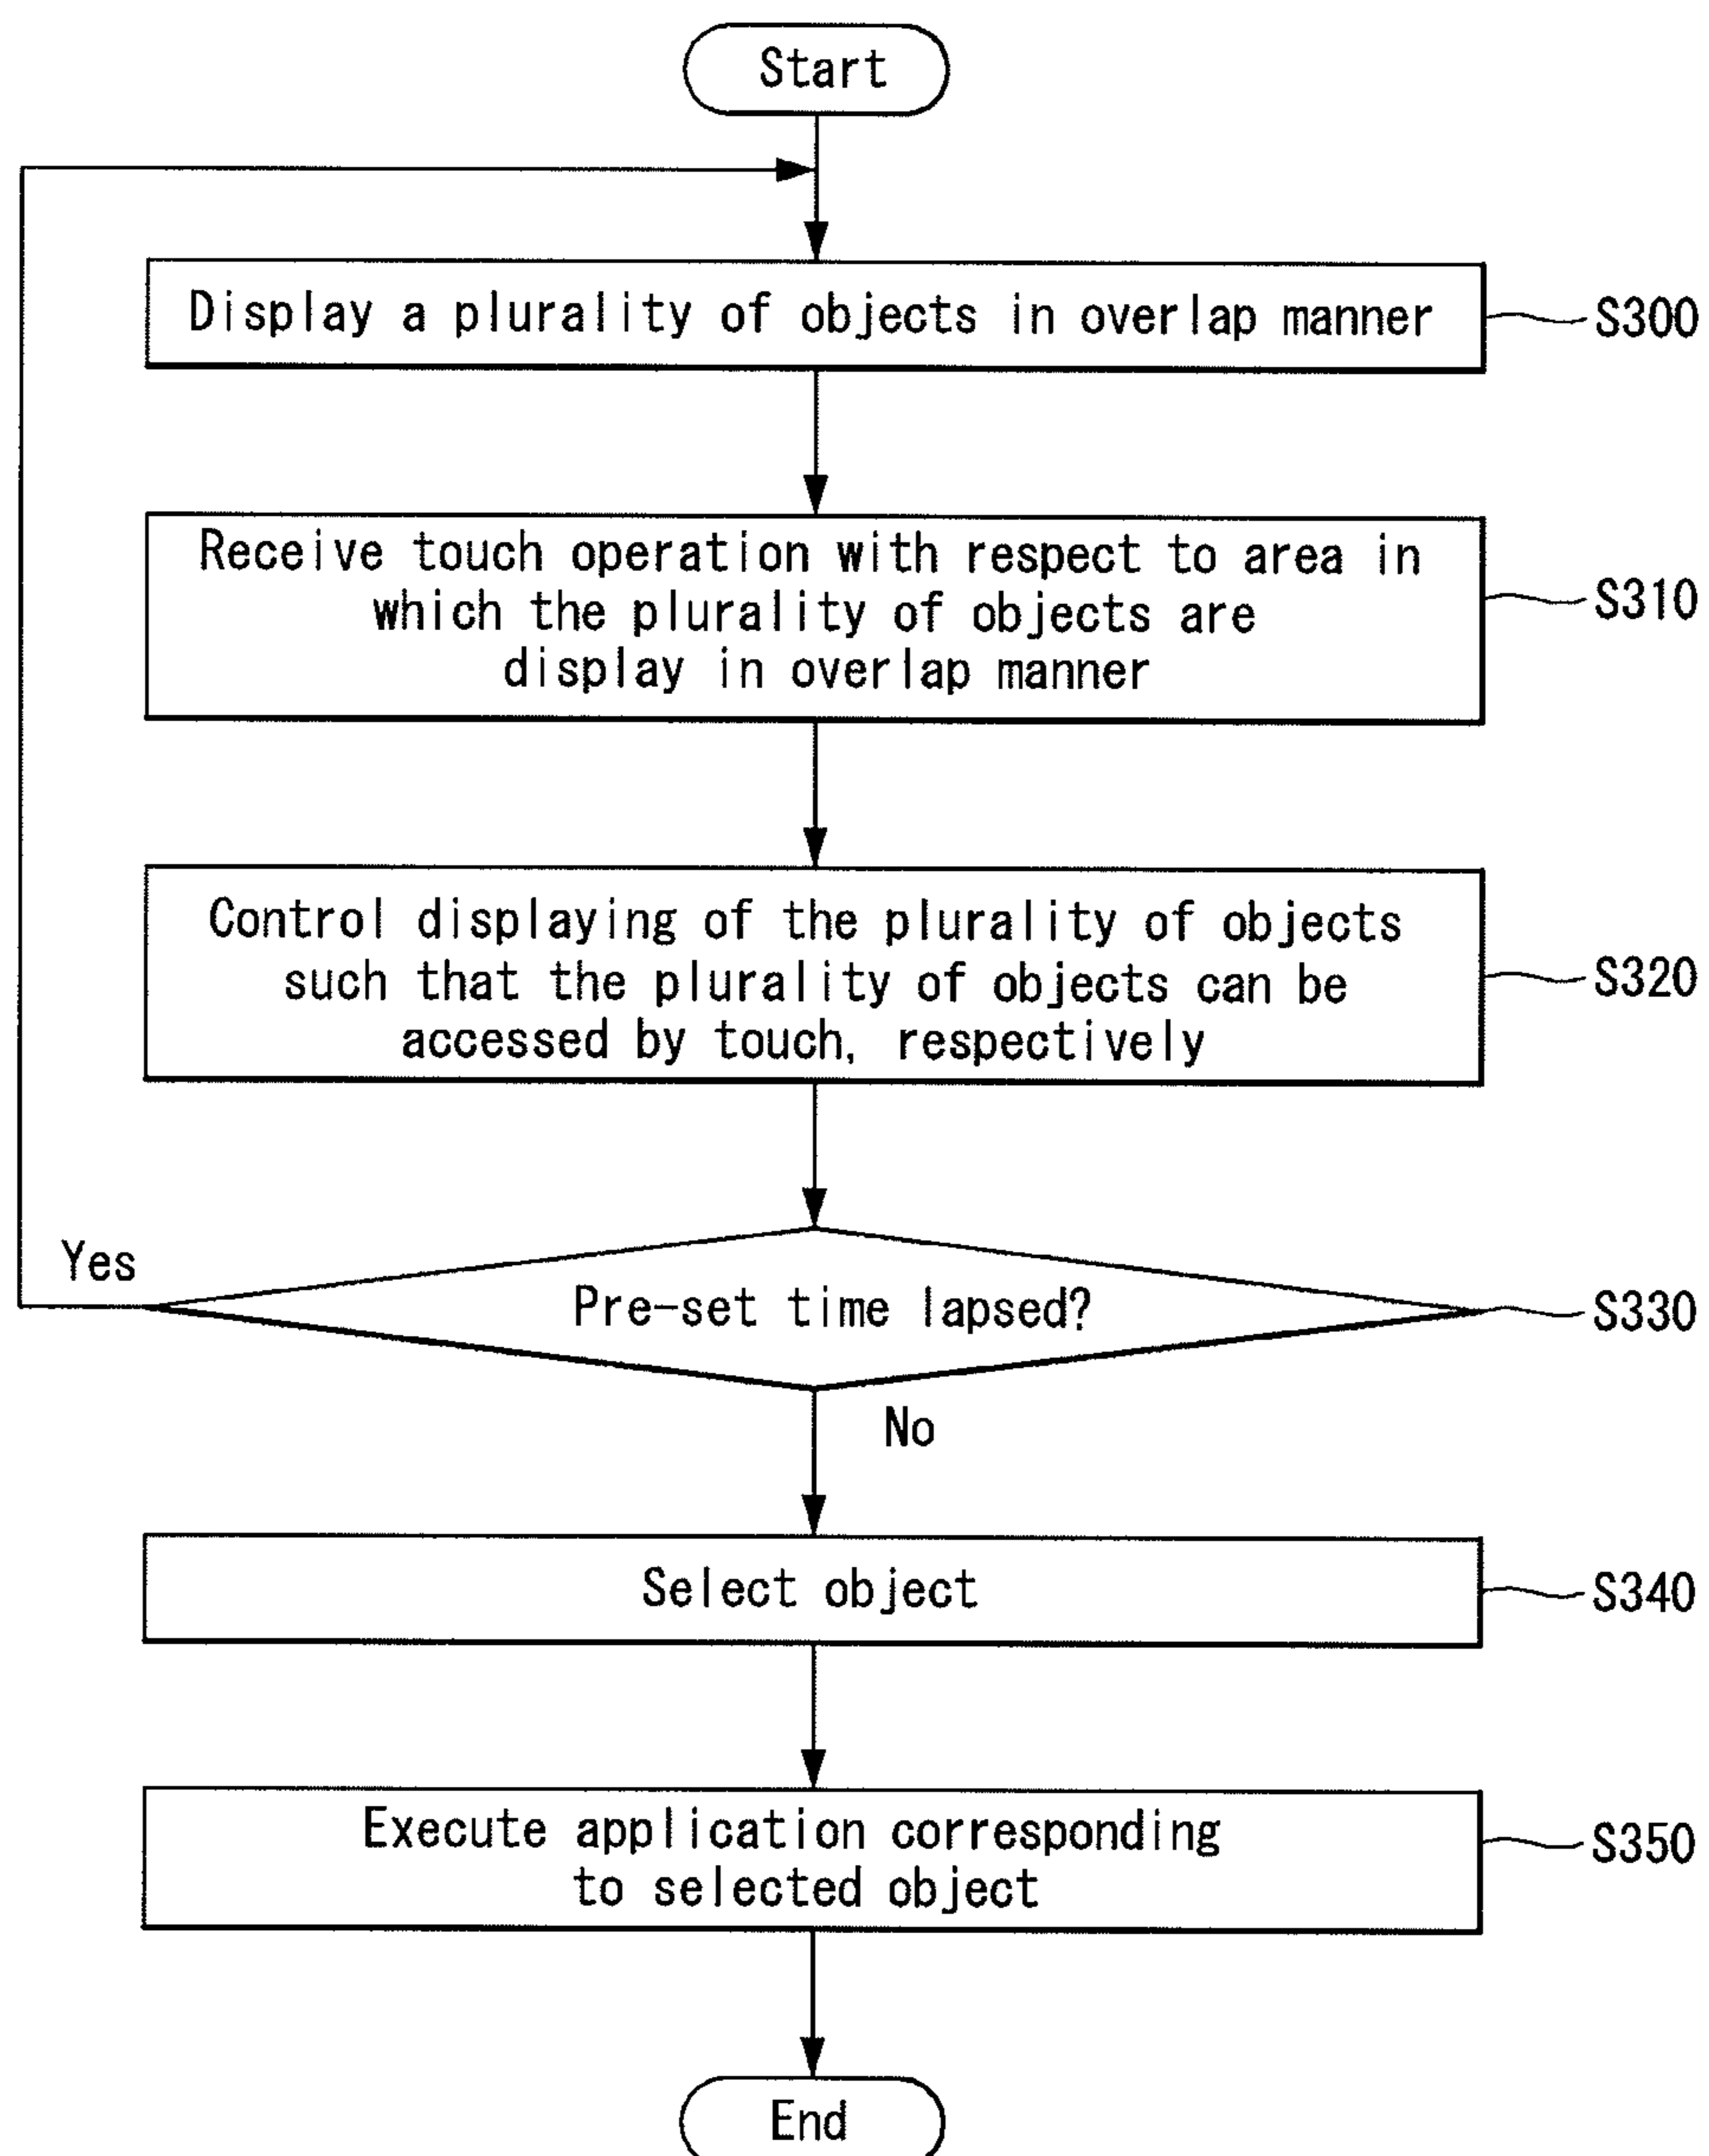 Start
Display a plurality of objects in overlap manner
S300
Receive touch operation with respect to area in
which the plurality of objects are
display in overlap manner
S310
Control displaying of the plurality of objects
such that the plurality of objects can be
accessed by touch, respectively
S320
Yes
Pre-set time lapsed?
S330
No
Select object
S340
Execute application corresponding
to selected object
S350
End